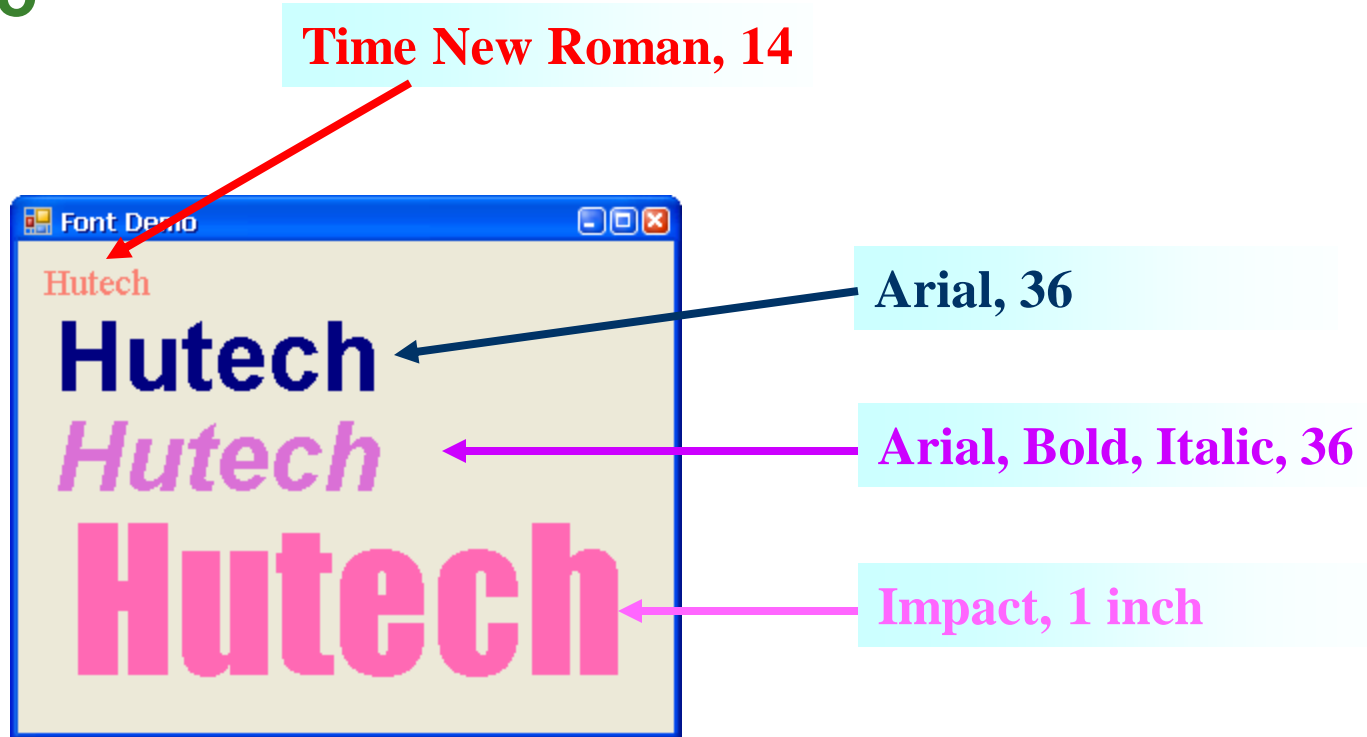 Time New Roman, 14
Font Demo
Hutech
Arial, 36
Hutech
Arial, Bold, Italic, 36
Hutech
Impact, 1 inch
Hutech